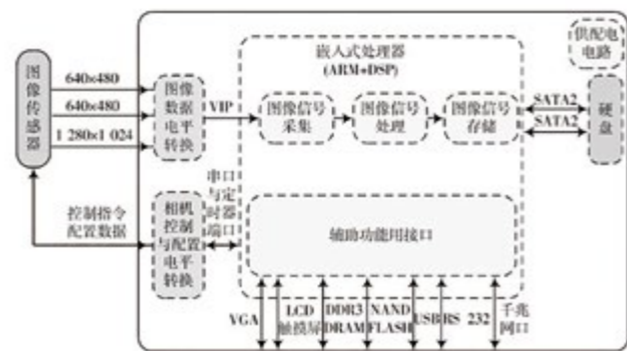 图像传感器
640×480
640×480
1 280×1 024
图像
数据
电平
转换
VIP
嵌入式处理器
(ARM+DSP)
图像信号
采集
图像信号
处理
图像信号
存储
供配电
电路
SATA2
SATA2
硬盘
控制指令
配置数据
相机
控制
与配置
电平
转换
串口
与定
时器
端口
辅助功能用接口
VGA
LCD
触摸屏
DDR3
DRAM
NAND
FLASH
USB
RS 232
千兆
网口